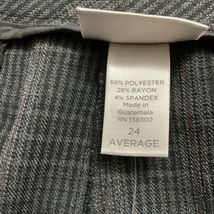 68% POLYESTER
28% RAYON
4% SPANDEX
Made in
Guatemala
RN 138302
24
AVERAGE